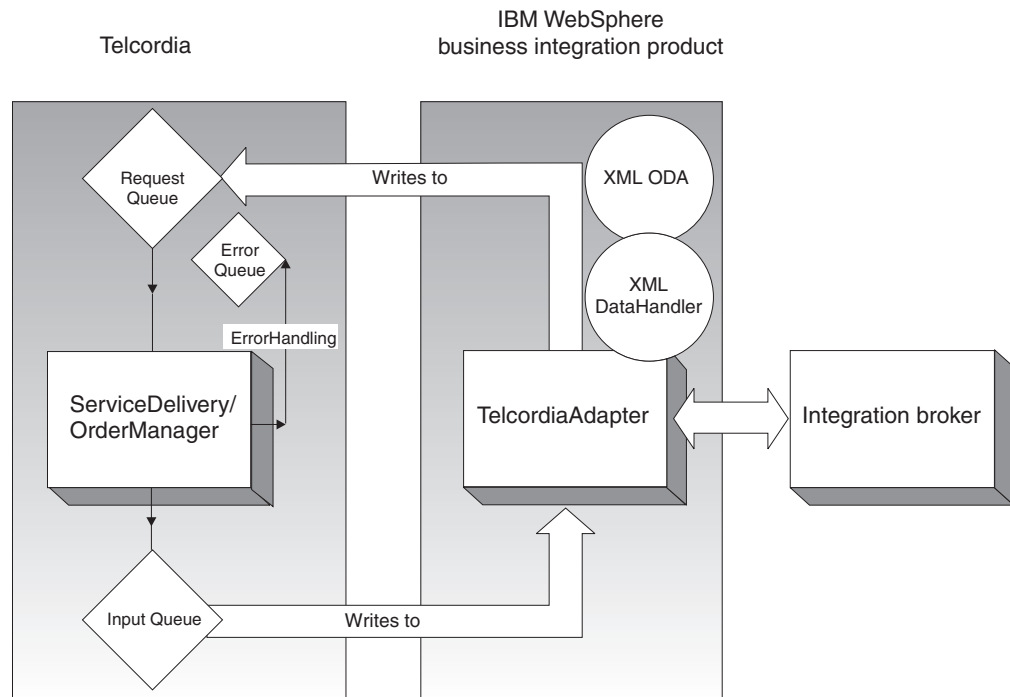 Telcordia
IBM WebSphere
business integration product
Request
Queue
Writes to
XML ODA
Error
Queue
XML
DataHandler
ErrorHandling
ServiceDelivery/
OrderManager
TelcordiaAdapter
Integration broker
Input Queue
Writes to